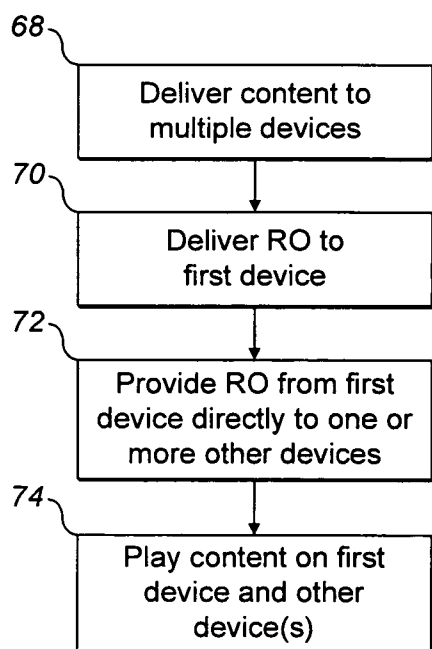 68
Deliver content to
multiple devices
70
Deliver RO to
first device
72
Provide RO from first
device directly to one or
more other devices
74
Play content on first
device and other
device(s)